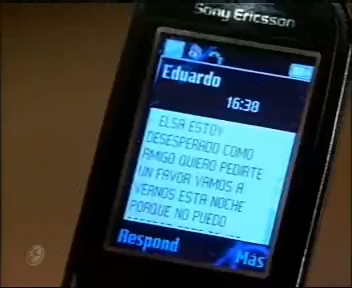 Sony Ericsson
Eduardo
16:38
ELSA ESTOY
DESESPERADO COMO
AMIGO QUIERO PEDIRTE
UN FAVOR VAMOS A
VERNOS ESTA NOCHE
PORQUE NO PUEDO
Respond
Más